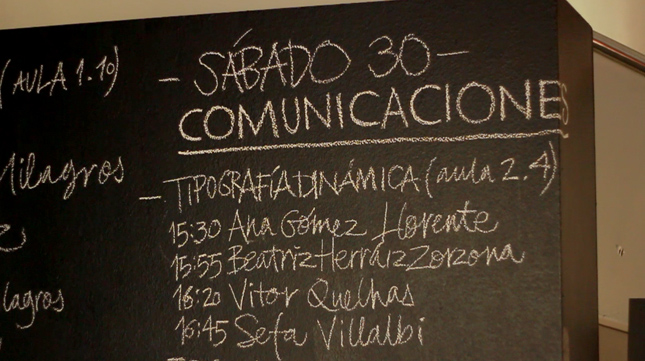 (AULA 1.10)
Milagros
lagros
- SÁBADO 30 -
COMUNICACIONES
- TIPOGRAFÍA DINÁMICA (aula 2.4)
15:30 Ana Gómez Llorente
15:55 Beatriz Herráiz Zorzona
16:20 Vitor Quelhas
16:45 Sefa Villalbi